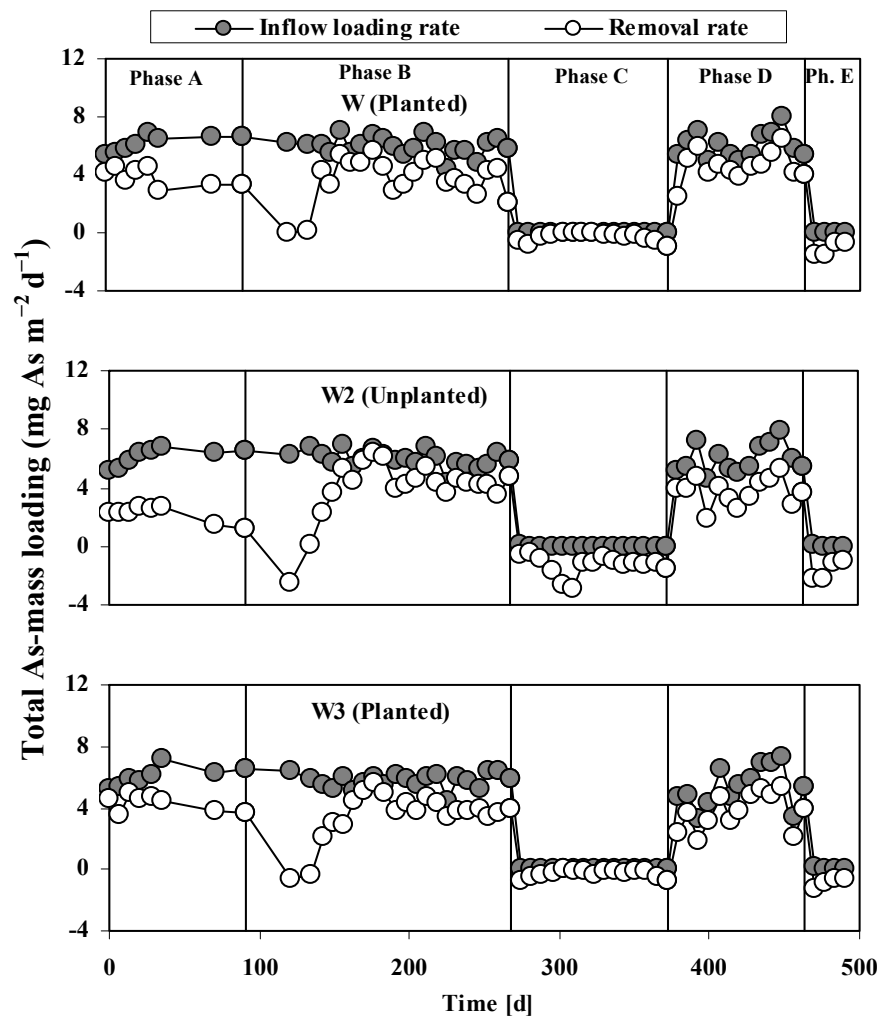 Inflow loading rate Removal rate
Total As-mass loading (mg As m⁻² d⁻¹)
12
8
4
0
-4
Phase A Phase B Phase C Phase D Ph. E
W (Planted)
12
8
4
0
-4
W2 (Unplanted)
12
8
4
0
-4
W3 (Planted)
0 100 200 300 400 500
Time [d]